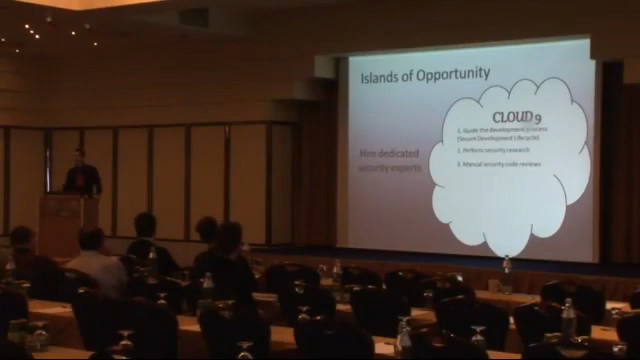 Islands of Opportunity
CLOUD 9
1. Guide the development process
(Secure Development Lifecycle)
2. Perform security research
3. Manual security code reviews
Hire dedicated
security experts